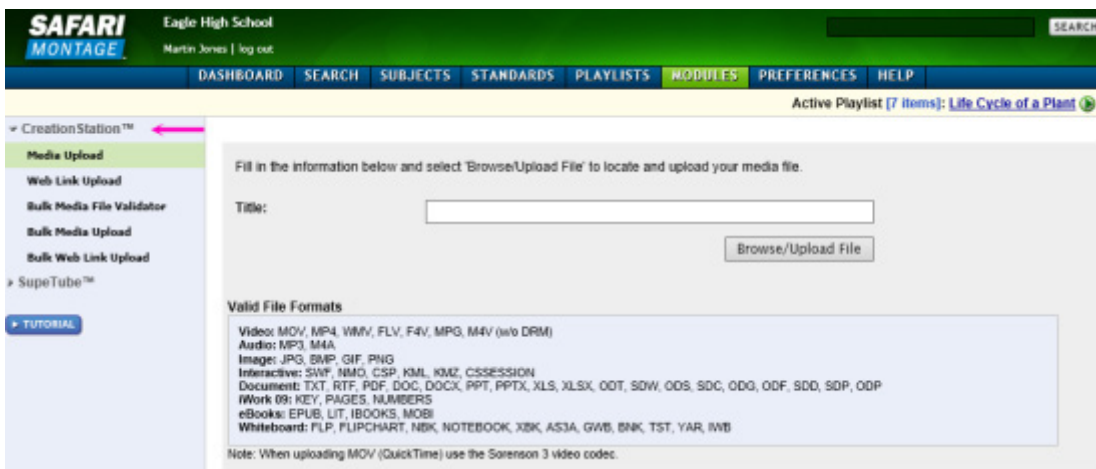 SAFARI
MONTAGE
Eagle High School
Martin Jones | log out
SEARCH
DASHBOARD SEARCH SUBJECTS STANDARDS PLAYLISTS MODULES PREFERENCES HELP
Active Playlist [7 items]: Life Cycle of a Plant
CreationStation™
Media Upload
Web Link Upload
Bulk Media File Validator
Bulk Media Upload
Bulk Web Link Upload
SupeTube™
TUTORIAL
Fill in the information below and select 'Browse/Upload File' to locate and upload your media file.
Title:
Browse/Upload File
Valid File Formats
Video: MOV, MP4, WMV, FLV, F4V, MPG, M4V (w/o DRM)
Audio: MP3, M4A
Image: JPG, BMP, GIF, PNG
Interactive: SWF, NMO, CSP, KML, KMZ, CSSESSION
Document: TXT, RTF, PDF, DOC, DOCX, PPT, PPTX, XLS, XLSX, ODT, SDW, ODS, SDC, ODG, ODF, SDD, SDP, ODP
iWork 09: KEY, PAGES, NUMBERS
eBooks: EPUB, LIT, IBOOKS, MOBI
Whiteboard: FLP, FLIPCHART, NBK, NOTEBOOK, XBK, AS3A, GWB, BNK, TST, YAR, IWB
Note: When uploading MOV (QuickTime) use the Sorenson 3 video codec.